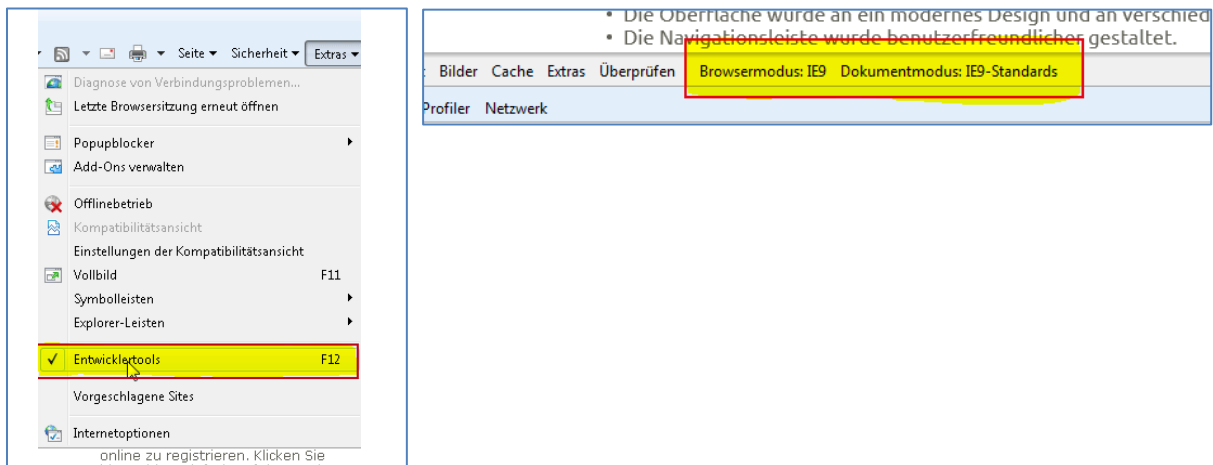 Seite Sicherheit Extras
Diagnose von Verbindungsproblemen...
Letzte Browsersitzung erneut öffnen
Popupblocker
Add-Ons verwalten
Offlinebetrieb
Kompatibilitätsansicht
Einstellungen der Kompatibilitätsansicht
Vollbild F11
Symbolleisten
Explorer-Leisten
Entwicklertools F12
Vorgeschlagene Sites
Internetoptionen
online zu registrieren. Klicken Sie
• Die Oberfläche wurde an ein modernes Design und an verschied
• Die Navigationsleiste wurde benutzerfreundlicher gestaltet.
Bilder Cache Extras Überprüfen Browsermodus: IE9 Dokumentmodus: IE9-Standards
Profiler Netzwerk